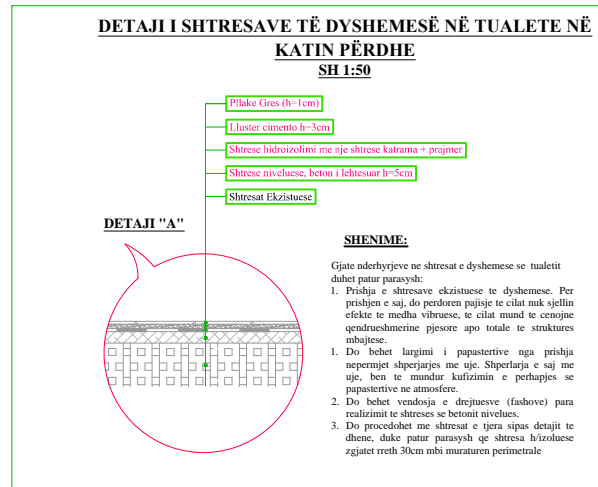 DETAJI I SHTRESAVE TË DYSHEMESË NË TUALETE NË
KATIN PËRDHE
SH 1:50
Pllake Gres (h=1cm)
Lluster cimento h=3cm
Shtrese hidroizolimi me nje shtrese katrama + prajmer
Shtrese niveluese, beton i lehtesuar h=5cm
Shtresat Ekzistuese
DETAJI "A"
SHENIME:
Gjate nderhyrjeve ne shtresat e dyshemese se tualetit
duhet patur parasysh:
1. Prishja e shtresave ekzistuese te dyshemese. Per
prishjen e saj, do perdoren pajisje te cilat nuk sjellin
efekte te medha vibruese, te cilat mund te cenojne
qendrueshmerine pjesore apo totale te struktures
mbajtese.
1. Do behet largimi i papastertive nga prishja
nepermjet shperjarjes me uje. Shperlarja e saj me
uje, ben te mundur kufizimin e perhapjes se
papastertive ne atmosfere.
2. Do behet vendosja e drejtuesve (fashove) para
realizimit te shtreses se betonit nivelues.
3. Do procedohet me shtresat e tjera sipas detajit te
dhene, duke patur parasysh qe shtresa h/izoluese
zgjatet rreth 30cm mbi muraturen perimetrale